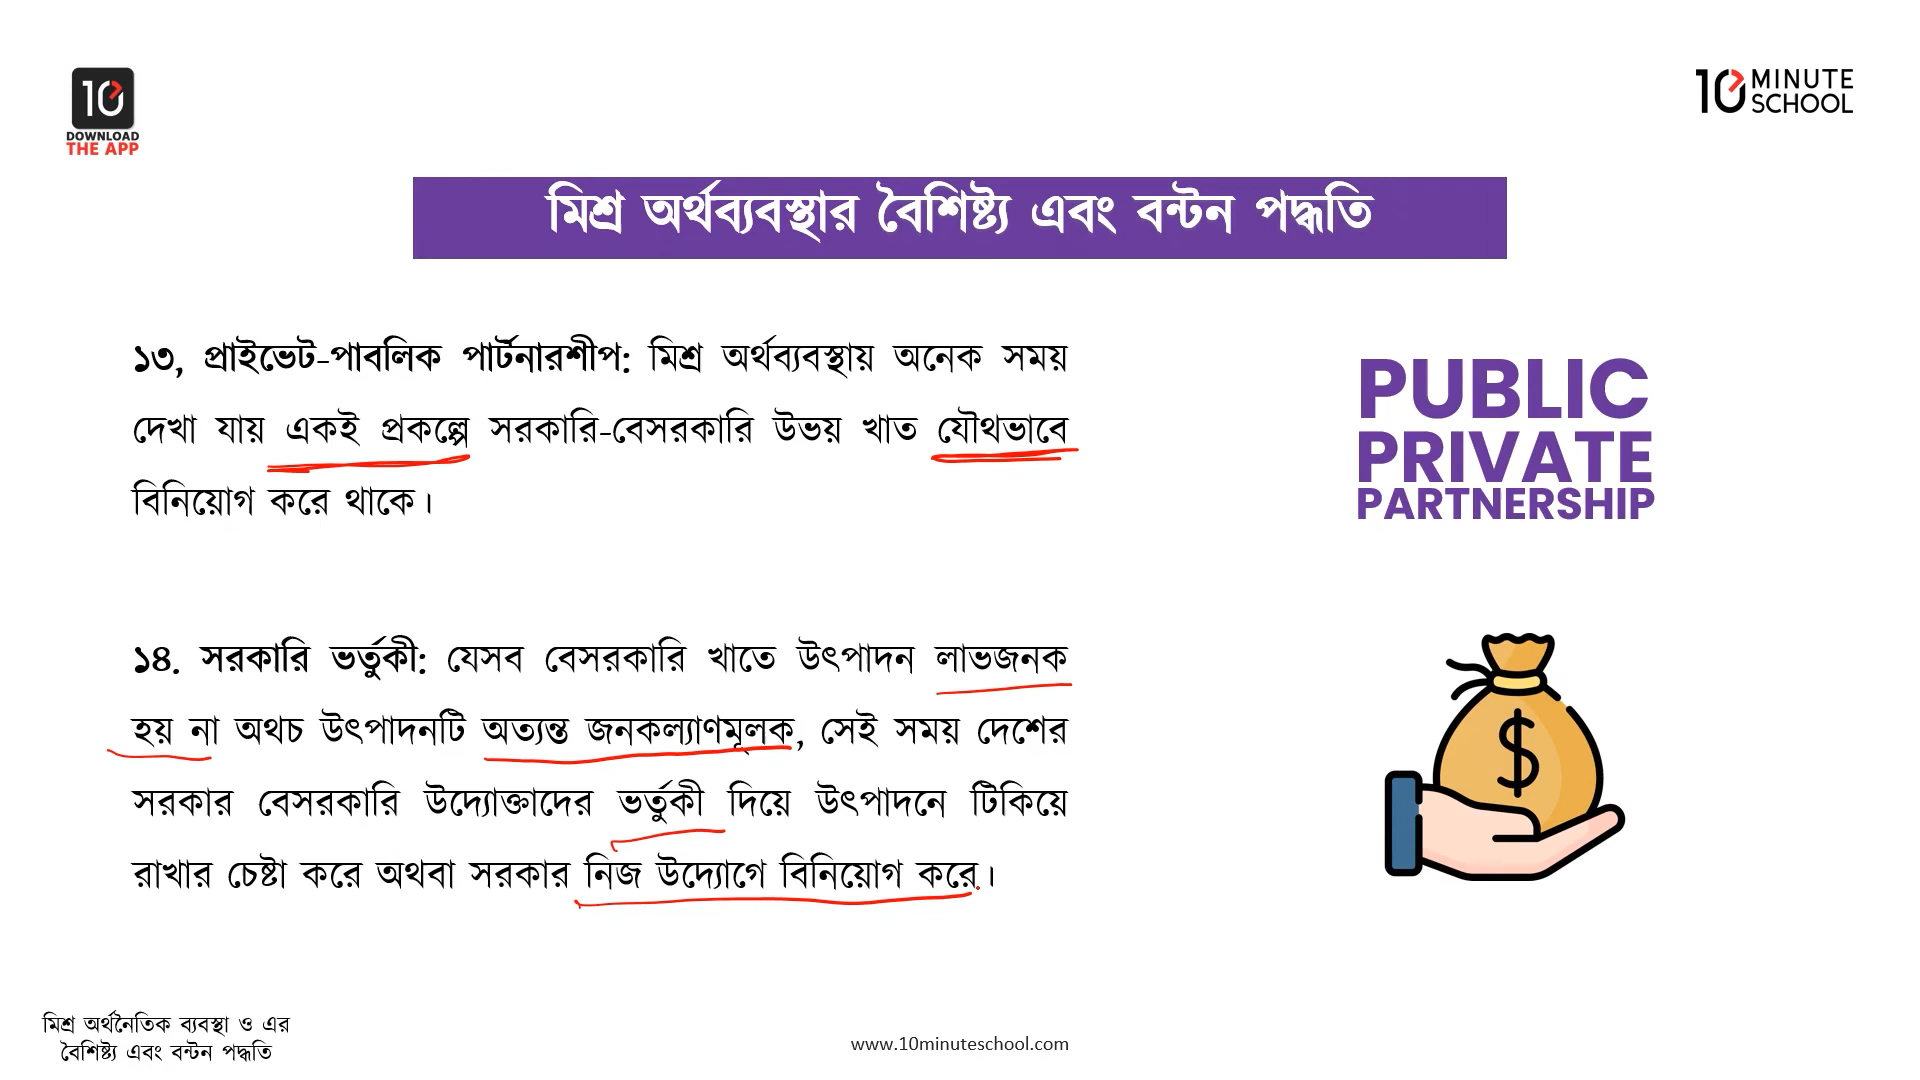 10
DOWNLOAD
THE APP
10 MINUTE
SCHOOL
মিশ্র অর্থব্যবস্থার বৈশিষ্ট্য এবং বন্টন পদ্ধতি
১৩, প্রাইভেট-পাবলিক পার্টনারশীপ: মিশ্র অর্থব্যবস্থায় অনেক সময়
দেখা যায় একই প্রকল্পে সরকারি-বেসরকারি উভয় খাত যৌথভাবে
বিনিয়োগ করে থাকে।
PUBLIC
PRIVATE
PARTNERSHIP
১৪. সরকারি ভর্তুকী: যেসব বেসরকারি খাতে উৎপাদন লাভজনক
হয় না অথচ উৎপাদনটি অত্যন্ত জনকল্যাণমূলক, সেই সময় দেশের
সরকার বেসরকারি উদ্যোক্তাদের ভর্তুকী দিয়ে উৎপাদনে টিকিয়ে
রাখার চেষ্টা করে অথবা সরকার নিজ উদ্যোগে বিনিয়োগ করে।
$
মিশ্র অর্থনৈতিক ব্যবস্থা ও এর
বৈশিষ্ট্য এবং বন্টন পদ্ধতি
www.10minuteschool.com